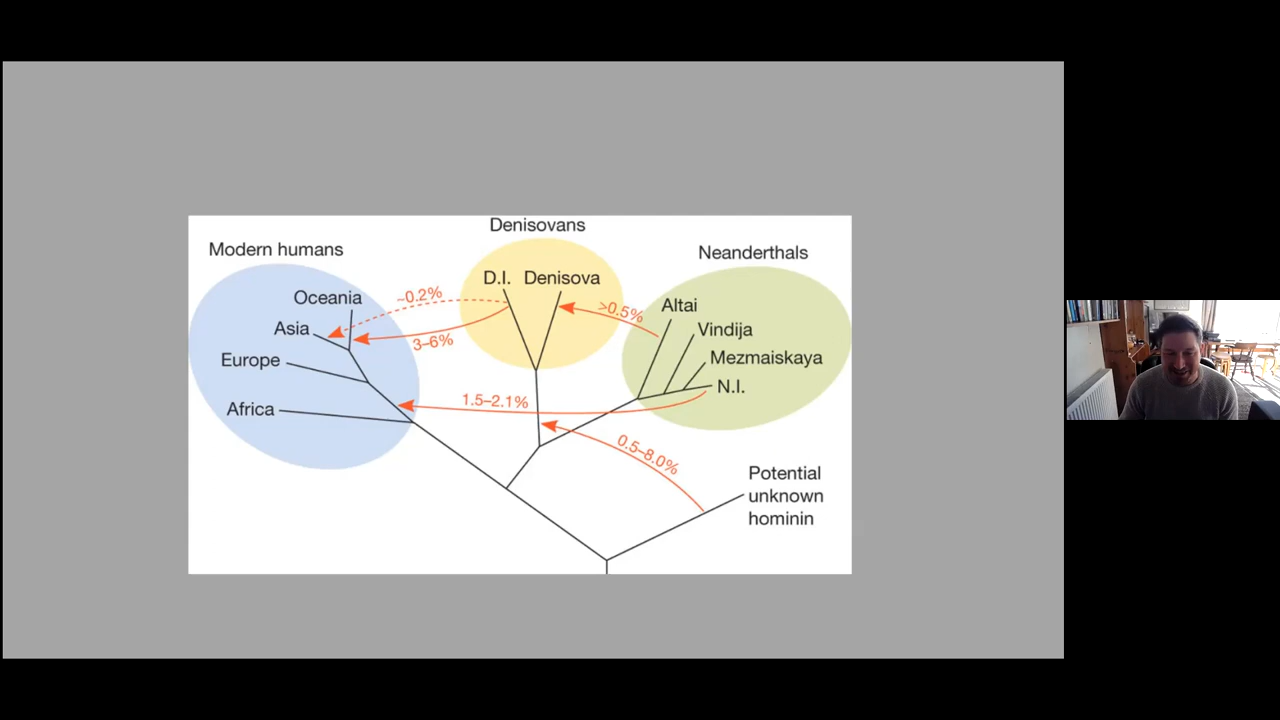 Denisovans
Modern humans
Neanderthals
D.I. Denisova
Oceania
~0.2%
>0.5%
Altai
Asia
3–6%
Vindija
Europe
Mezmaiskaya
N.I.
1.5–2.1%
Africa
0.5–8.0%
Potential
unknown
hominin